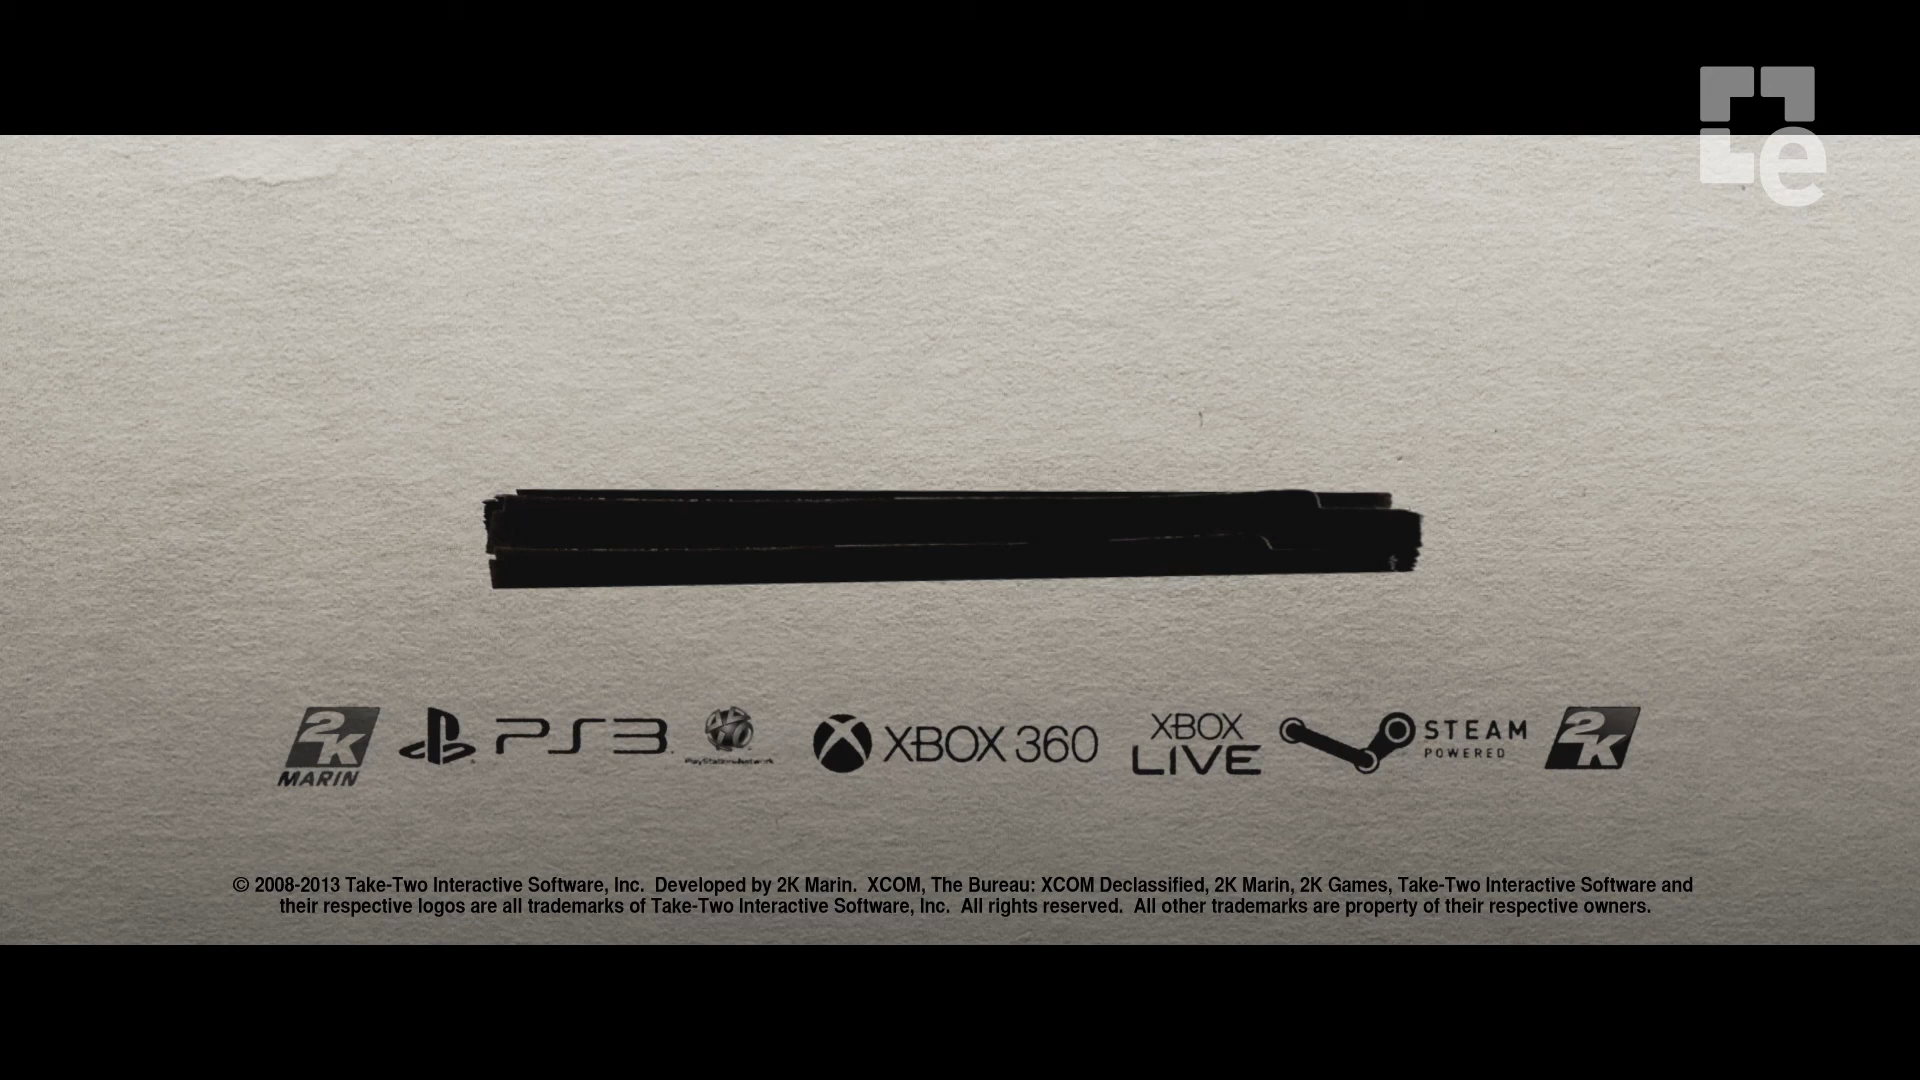 e
2K
MARIN
PS3
PlayStation Network
XBOX 360
XBOX
LIVE
STEAM
POWERED
2K
© 2008-2013 Take-Two Interactive Software, Inc.  Developed by 2K Marin.  XCOM, The Bureau: XCOM Declassified, 2K Marin, 2K Games, Take-Two Interactive Software and
their respective logos are all trademarks of Take-Two Interactive Software, Inc.  All rights reserved.  All other trademarks are property of their respective owners.